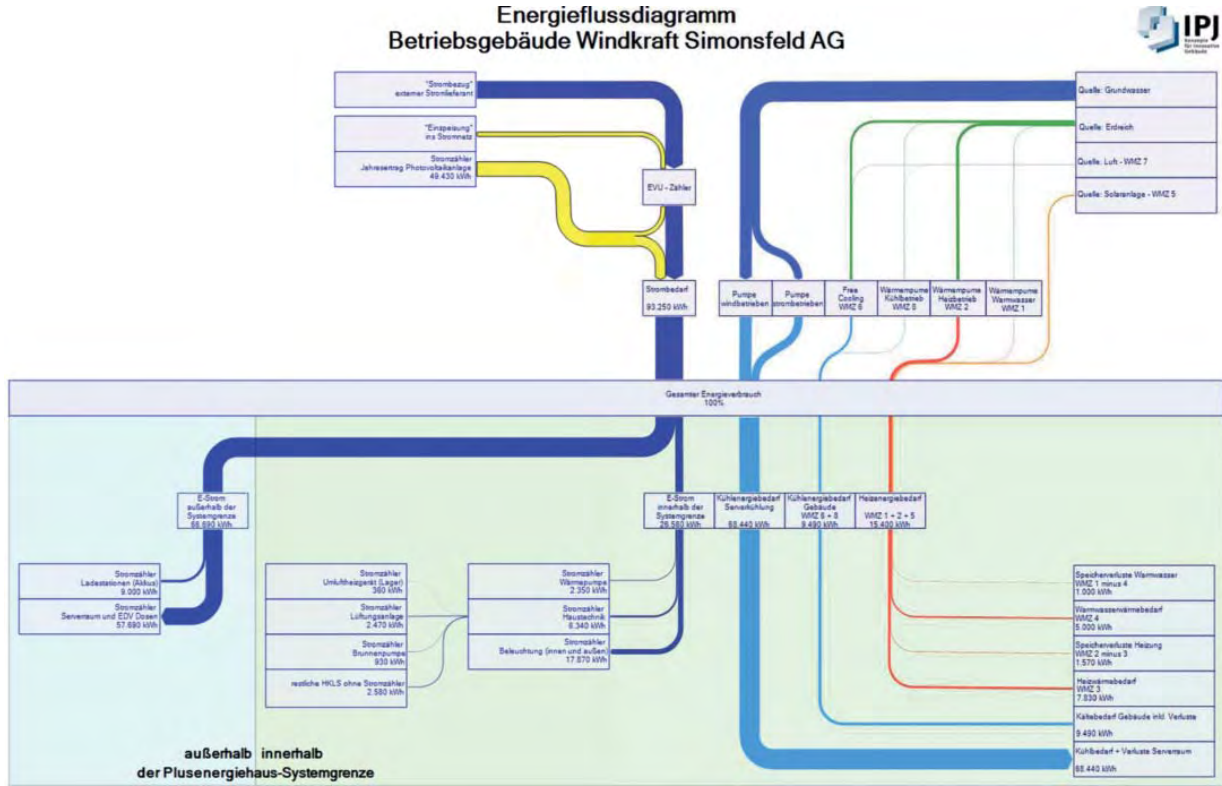 Energieflussdiagramm
Betriebsgebäude Windkraft Simonsfeld AG
IPJ
Konzepte
für innovative
Gebäude
"Strombezug"
externer Stromlieferant
"Einspeisung"
ins Stromnetz
Stromzähler
Jahresertrag Photovoltaikanlage
49.430 kWh
EVU - Zähler
Strombedarf
93.250 kWh
Quelle: Grundwasser
Quelle: Erdreich
Quelle: Luft - WMZ 7
Quelle: Solaranlage - WMZ 5
Pumpe
windbetrieben
Pumpe
strombetrieben
Free
Cooling
WMZ 6
Wärmepumpe
Kühlbetrieb
WMZ 8
Wärmepumpe
Heizbetrieb
WMZ 2
Wärmepumpe
Warmwasser
WMZ 1
Gesamter Energieverbrauch
100%
E-Strom
außerhalb der
Systemgrenze
66.690 kWh
E-Strom
innerhalb der
Systemgrenze
26.560 kWh
Kühlenergiebedarf
Serverkühlung
68.440 kWh
Kühlenergiebedarf
Gebäude
WMZ 6 + 8
9.490 kWh
Heizenergiebedarf
WMZ 1 + 2 + 5
15.400 kWh
Stromzähler
Ladestationen (Akkus)
9.000 kWh
Stromzähler
Serverraum und EDV Dosen
57.690 kWh
Stromzähler
Umluftheizgerät (Lager)
360 kWh
Stromzähler
Lüftungsanlage
2.470 kWh
Stromzähler
Brunnenpumpe
930 kWh
restliche HKLS ohne Stromzähler
2.580 kWh
Stromzähler
Wärmepumpe
2.350 kWh
Stromzähler
Haustechnik
6.340 kWh
Stromzähler
Beleuchtung (innen und außen)
17.870 kWh
Speicherverluste Warmwasser
WMZ 1 minus 4
1.000 kWh
Warmwasserwärmebedarf
WMZ 4
5.000 kWh
Speicherverluste Heizung
WMZ 2 minus 3
1.570 kWh
Heizwärmebedarf
WMZ 3
7.830 kWh
Kältebedarf Gebäude inkl. Verluste
9.490 kWh
Kühlbedarf + Verluste Serverraum
68.440 kWh
außerhalb innerhalb
der Plusenergiehaus-Systemgrenze